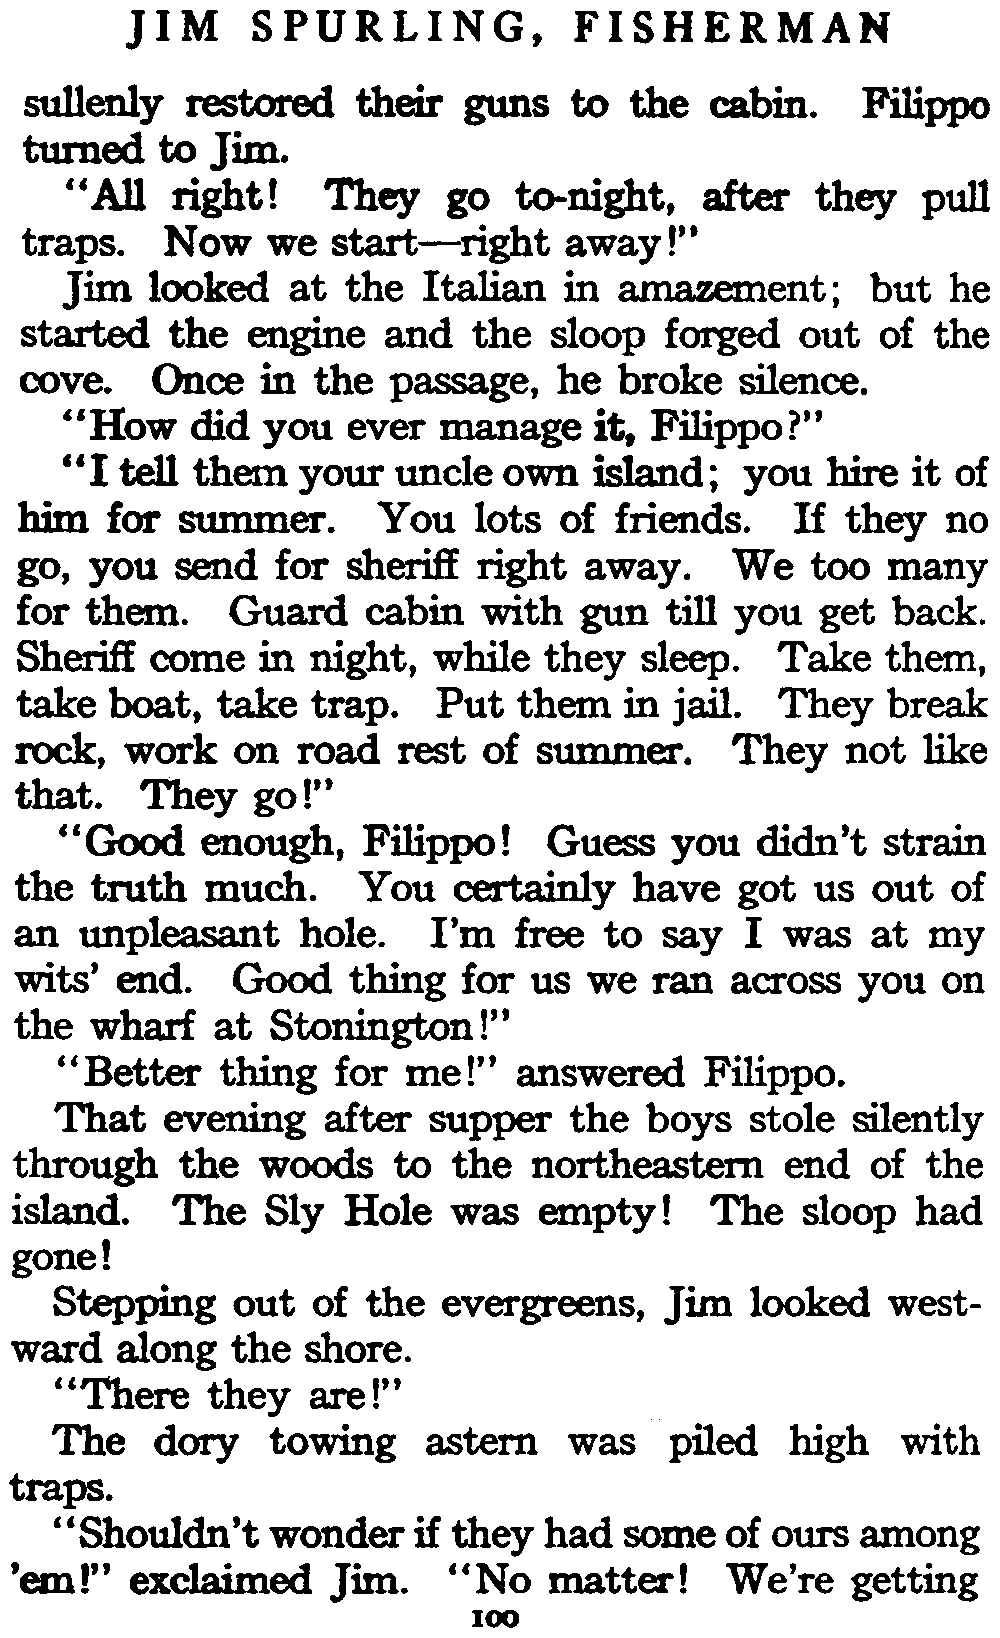 JIM SPURLING, FISHERMAN
sullenly restored their guns to the cabin. Filippo
turned to Jim.
"All right! They go to-night, after they pull
traps. Now we start—right away!"
Jim looked at the Italian in amazement; but he
started the engine and the sloop forged out of the
cove. Once in the passage, he broke silence.
"How did you ever manage it, Filippo?"
"I tell them your uncle own island; you hire it of
him for summer. You lots of friends. If they no
go, you send for sheriff right away. We too many
for them. Guard cabin with gun till you get back.
Sheriff come in night, while they sleep. Take them,
take boat, take trap. Put them in jail. They break
rock, work on road rest of summer. They not like
that. They go!"
"Good enough, Filippo! Guess you didn't strain
the truth much. You certainly have got us out of
an unpleasant hole. I'm free to say I was at my
wits' end. Good thing for us we ran across you on
the wharf at Stonington!"
"Better thing for me!" answered Filippo.
That evening after supper the boys stole silently
through the woods to the northeastern end of the
island. The Sly Hole was empty! The sloop had
gone!
Stepping out of the evergreens, Jim looked west-
ward along the shore.
"There they are!"
The dory towing astern was piled high with
traps.
"Shouldn't wonder if they had some of ours among
'em!" exclaimed Jim. "No matter! We're getting
100